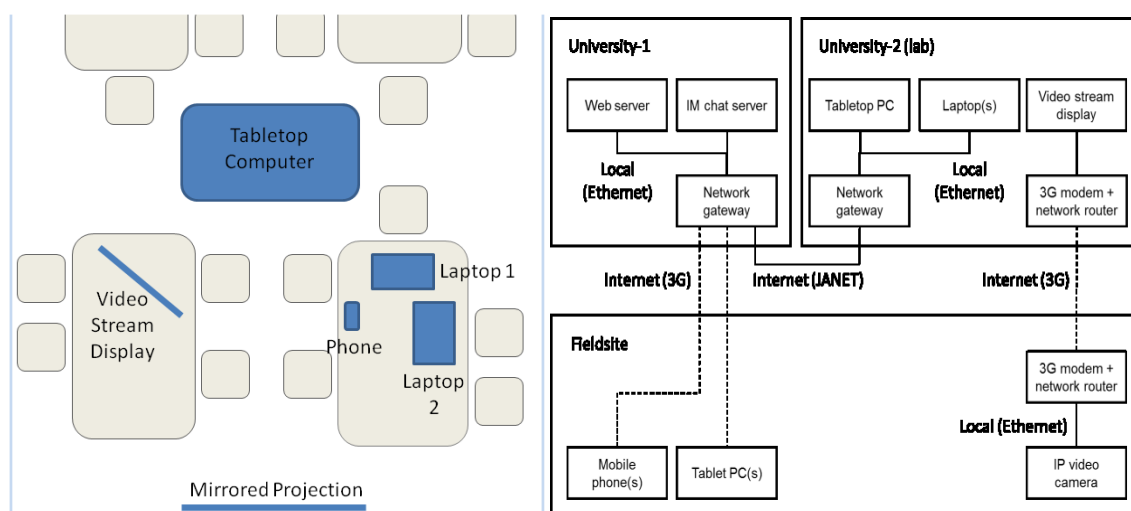 Tabletop
Computer
Laptop 1
Video
Stream
Display
Phone
Laptop
2
Mirrored Projection
University-1
Web server
IM chat server
Local
(Ethernet)
Network
gateway
University-2 (lab)
Tabletop PC
Laptop(s)
Video stream
display
Local
(Ethernet)
Network
gateway
3G modem +
network router
Internet (3G)
Internet (JANET)
Internet (3G)
Fieldsite
3G modem +
network router
Local (Ethernet)
Mobile
phone(s)
Tablet PC(s)
IP video
camera